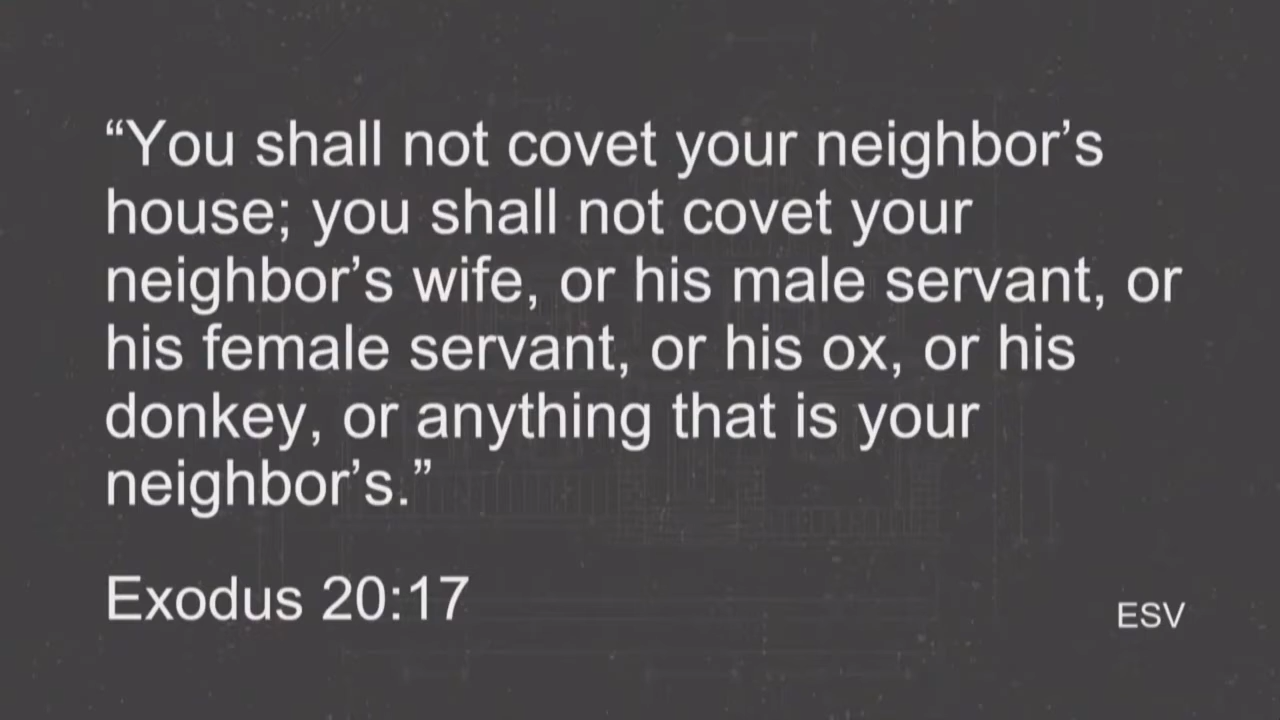 “You shall not covet your neighbor’s
house; you shall not covet your
neighbor’s wife, or his male servant, or
his female servant, or his ox, or his
donkey, or anything that is your
neighbor’s.”
Exodus 20:17
ESV